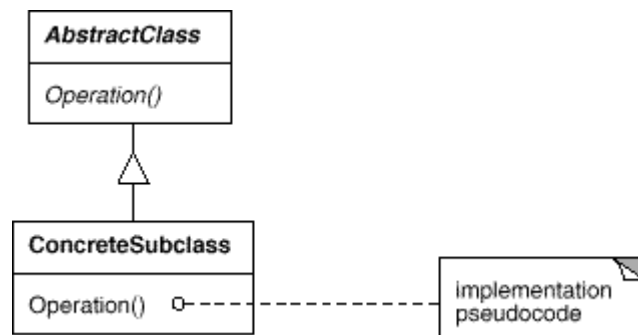 AbstractClass
Operation()
ConcreteSubclass
Operation()
implementation
pseudocode